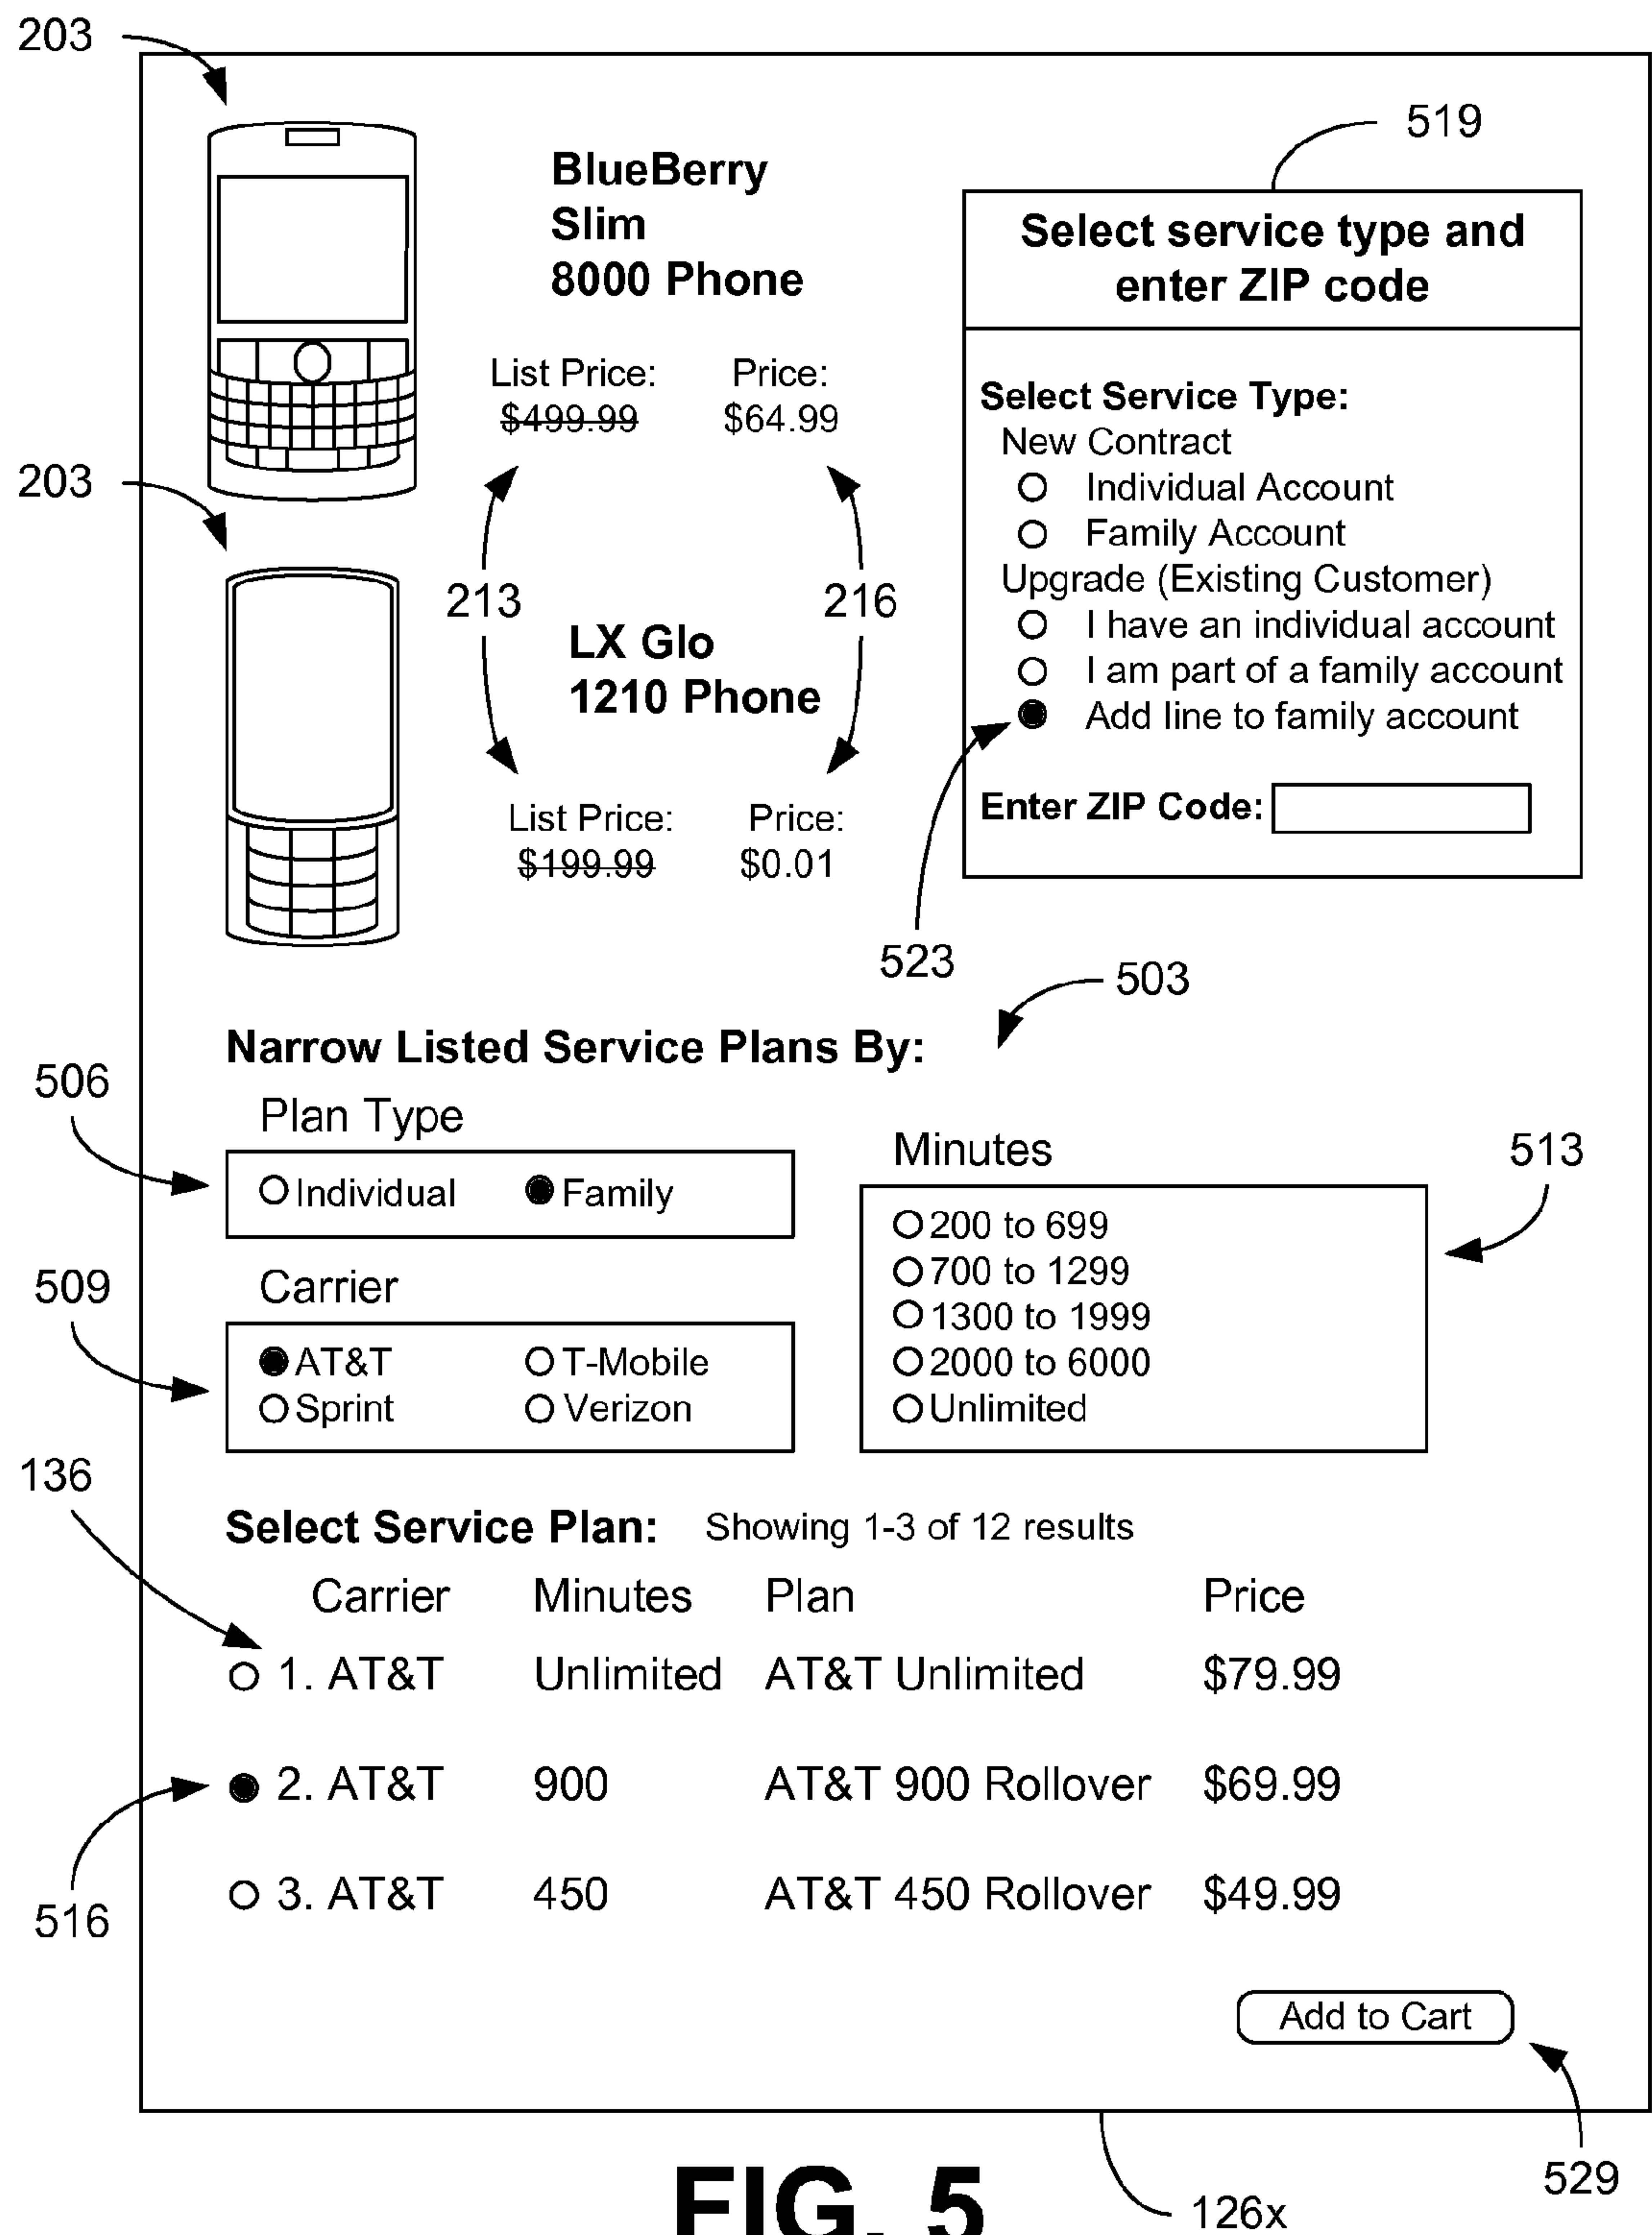 203
519
BlueBerry
Slim
8000 Phone
List Price: Price:
$499.99 $64.99
Select service type and
enter ZIP code
Select Service Type:
New Contract
Individual Account
Family Account
Upgrade (Existing Customer)
I have an individual account
I am part of a family account
Add line to family account
Enter ZIP Code:
203
213
216
LX Glo
1210 Phone
List Price: Price:
$199.99 $0.01
523
503
Narrow Listed Service Plans By:
506
Plan Type
Individual Family
Minutes
513
200 to 699
700 to 1299
1300 to 1999
2000 to 6000
Unlimited
509
Carrier
AT&T T-Mobile
Sprint Verizon
136
Select Service Plan: Showing 1-3 of 12 results
Carrier Minutes Plan Price
1. AT&T Unlimited AT&T Unlimited $79.99
2. AT&T 900 AT&T 900 Rollover $69.99
3. AT&T 450 AT&T 450 Rollover $49.99
516
Add to Cart
529
126x
FIG. 5